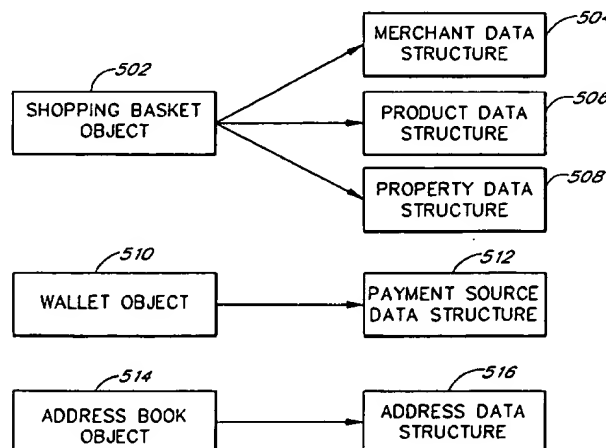 504
MERCHANT DATA
STRUCTURE
502
SHOPPING BASKET
OBJECT
506
PRODUCT DATA
STRUCTURE
508
PROPERTY DATA
STRUCTURE
510
WALLET OBJECT
512
PAYMENT SOURCE
DATA STRUCTURE
514
ADDRESS BOOK
OBJECT
516
ADDRESS DATA
STRUCTURE